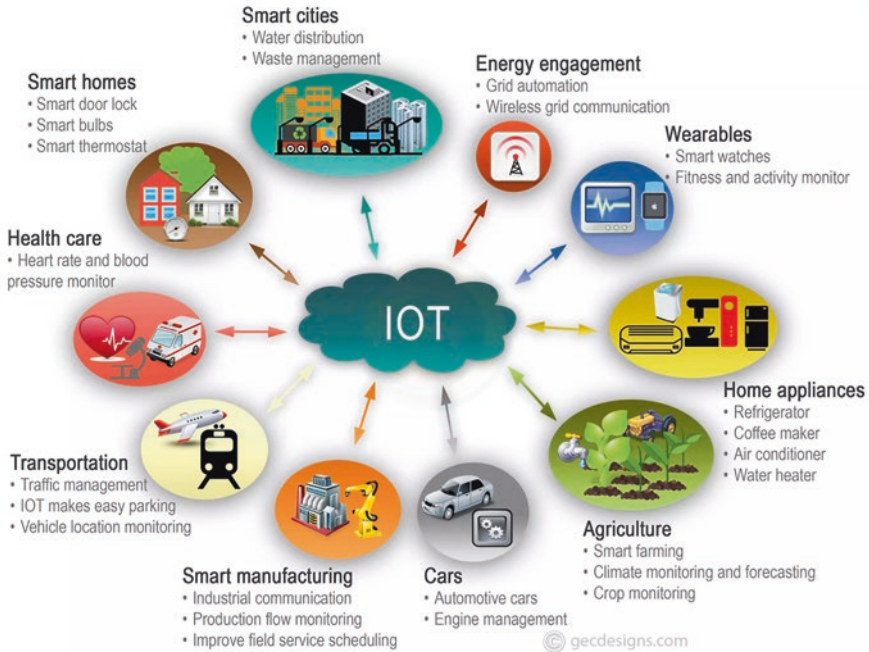 Smart cities
• Water distribution
• Waste management
Energy engagement
• Grid automation
• Wireless grid communication
Smart homes
• Smart door lock
• Smart bulbs
• Smart thermostat
Wearables
• Smart watches
• Fitness and activity monitor
Health care
• Heart rate and blood
pressure monitor
IOT
Home appliances
• Refrigerator
• Coffee maker
• Air conditioner
• Water heater
Transportation
• Traffic management
• IOT makes easy parking
• Vehicle location monitoring
Agriculture
• Smart farming
• Climate monitoring and forecasting
• Crop monitoring
Smart manufacturing
• Industrial communication
• Production flow monitoring
• Improve field service scheduling
Cars
• Automotive cars
• Engine management
© gecdesigns.com